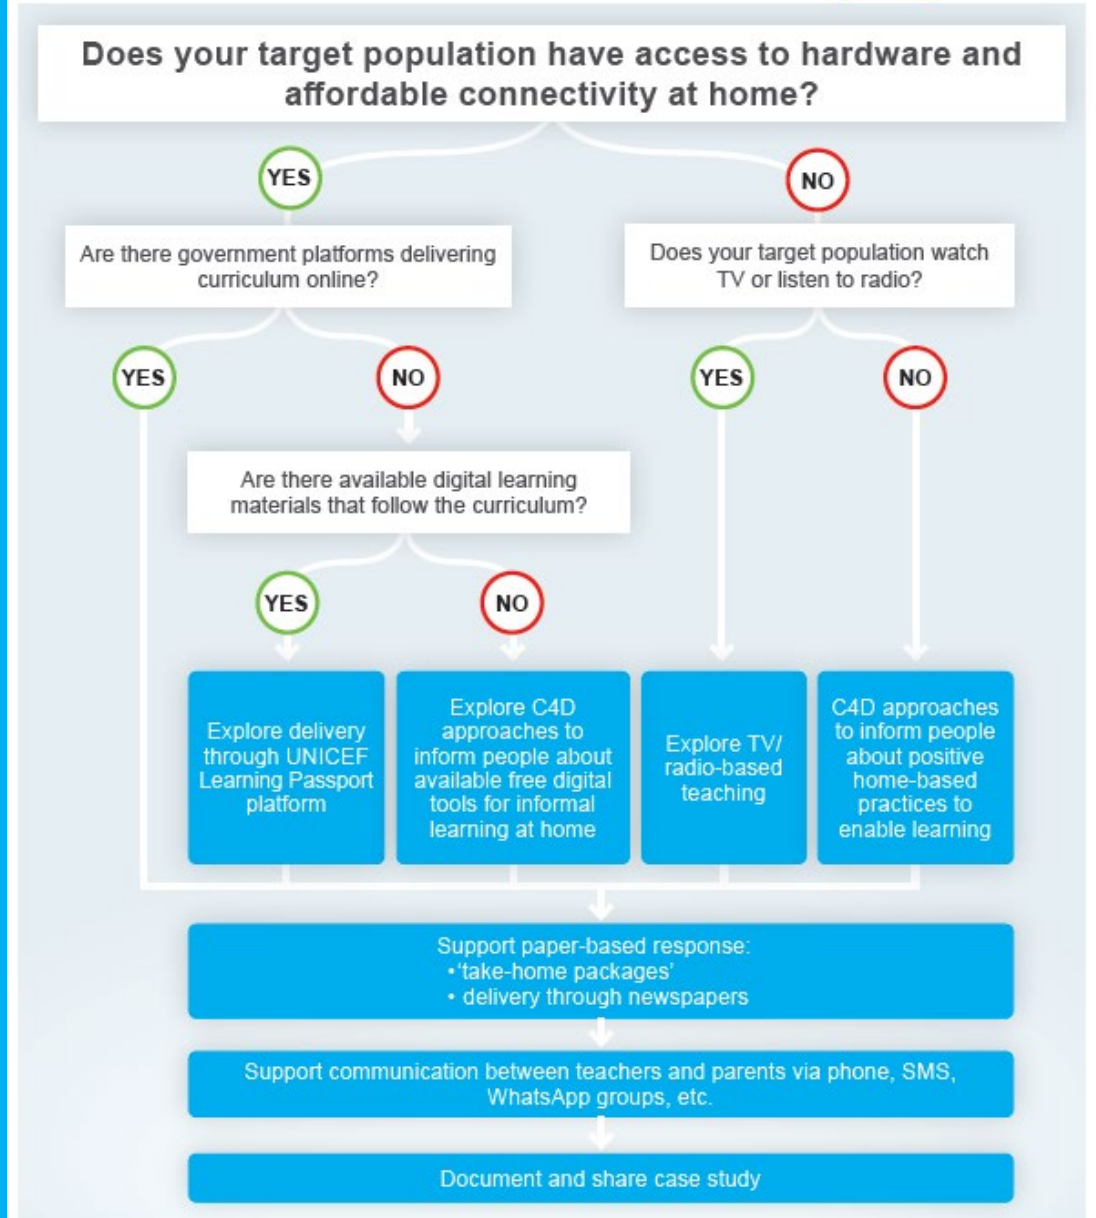 Does your target population have access to hardware and
affordable connectivity at home?
YES
NO
Are there government platforms delivering
curriculum online?
Does your target population watch
TV or listen to radio?
YES
NO
YES
NO
Are there available digital learning
materials that follow the curriculum?
YES
NO
Explore delivery
through UNICEF
Learning Passport
platform
Explore C4D
approaches to
inform people about
available free digital
tools for informal
learning at home
Explore TV/
radio-based
teaching
C4D approaches
to inform people
about positive
home-based
practices to
enable learning
Support paper-based response:
•‘take-home packages’
• delivery through newspapers
Support communication between teachers and parents via phone, SMS,
WhatsApp groups, etc.
Document and share case study